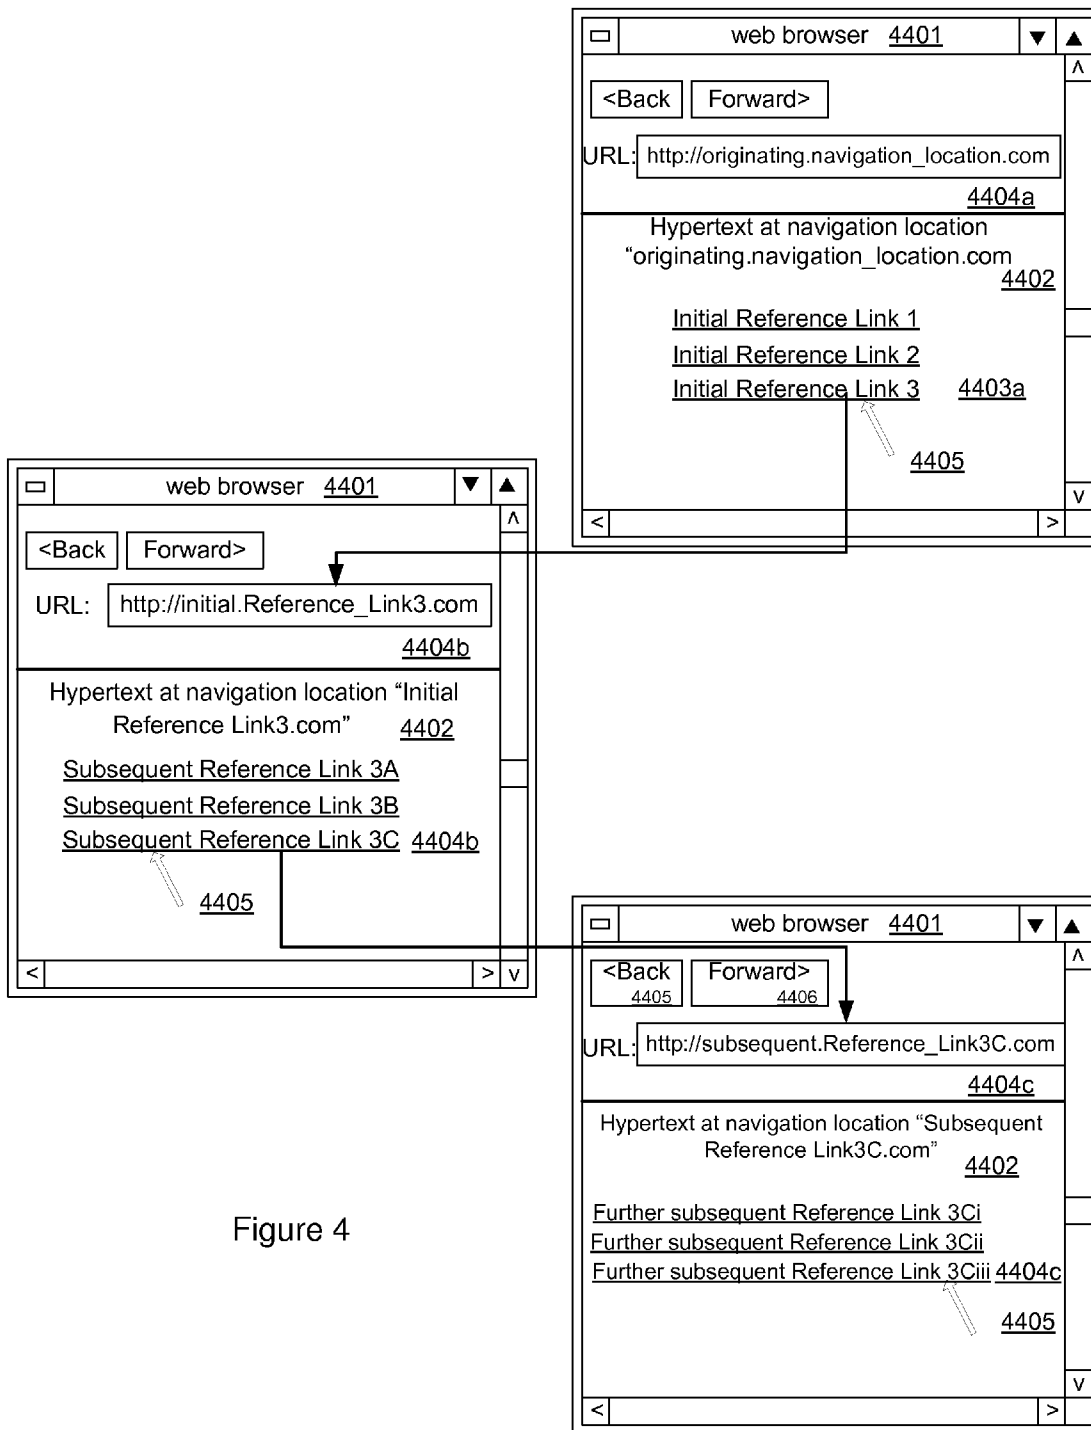 web browser 4401
<Back Forward>
URL: http://originating.navigation_location.com
4404a
Hypertext at navigation location
“originating.navigation_location.com
4402
Initial Reference Link 1
Initial Reference Link 2
Initial Reference Link 3 4403a
4405
< >
web browser 4401
<Back Forward>
URL: http://initial.Reference_Link3.com
4404b
Hypertext at navigation location “Initial
Reference Link3.com” 4402
Subsequent Reference Link 3A
Subsequent Reference Link 3B
Subsequent Reference Link 3C 4404b
4405
< >
web browser 4401
<Back Forward>
4405 4406
URL: http://subsequent.Reference_Link3C.com
4404c
Hypertext at navigation location “Subsequent
Reference Link3C.com”
4402
Further subsequent Reference Link 3Ci
Further subsequent Reference Link 3Cii
Further subsequent Reference Link 3Ciii 4404c
4405
< >
Figure 4